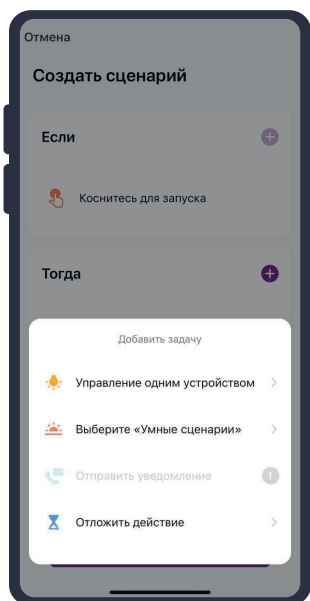 Отмена
Создать сценарий
Если
Коснитесь для запуска
Тогда
Добавить задачу
Управление одним устройством
Выберите «Умные сценарии»
Отправить уведомление
Отложить действие